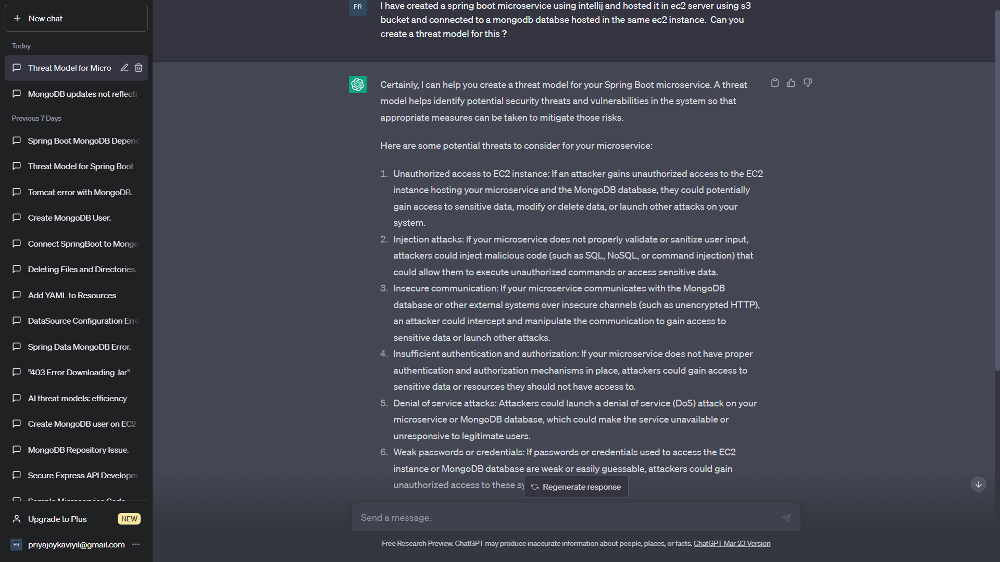 New chat
Today
Threat Model for Micro
MongoDB updates not reflecti
Previous 7 Days
Spring Boot MongoDB Depend
Threat Model for Spring Boot
Tomcat error with MongoDB.
Create MongoDB User.
Connect SpringBoot to Mongo
Deleting Files and Directories.
Add YAML to Resources
DataSource Configuration Erro
Spring Data MongoDB Error.
"403 Error Downloading Jar"
AI threat models: efficiency
Create MongoDB user on EC2
MongoDB Repository Issue.
Secure Express API Developm
Sample Microservice Code
Upgrade to Plus NEW
PR priyajoykaviyil@gmail.com
PR I have created a spring boot microservice using intellij and hosted it in ec2 server using s3
bucket and connected to a mongodb databse hosted in the same ec2 instance. Can you
create a threat model for this ?
Certainly, I can help you create a threat model for your Spring Boot microservice. A threat
model helps identify potential security threats and vulnerabilities in the system so that
appropriate measures can be taken to mitigate those risks.
Here are some potential threats to consider for your microservice:
1. Unauthorized access to EC2 instance: If an attacker gains unauthorized access to the EC2
instance hosting your microservice and the MongoDB database, they could potentially
gain access to sensitive data, modify or delete data, or launch other attacks on your
system.
2. Injection attacks: If your microservice does not properly validate or sanitize user input,
attackers could inject malicious code (such as SQL, NoSQL, or command injection) that
could allow them to execute unauthorized commands or access sensitive data.
3. Insecure communication: If your microservice communicates with the MongoDB
database or other external systems over insecure channels (such as unencrypted HTTP),
an attacker could intercept and manipulate the communication to gain access to
sensitive data or launch other attacks.
4. Insufficient authentication and authorization: If your microservice does not have proper
authentication and authorization mechanisms in place, attackers could gain access to
sensitive data or resources they should not have access to.
5. Denial of service attacks: Attackers could launch a denial of service (DoS) attack on your
microservice or MongoDB database, which could make the service unavailable or
unresponsive to legitimate users.
6. Weak passwords or credentials: If passwords or credentials used to access the EC2
instance or MongoDB database are weak or easily guessable, attackers could gain
unauthorized access to these sy
Regenerate response
Send a message.
Free Research Preview. ChatGPT may produce inaccurate information about people, places, or facts. ChatGPT Mar 23 Version